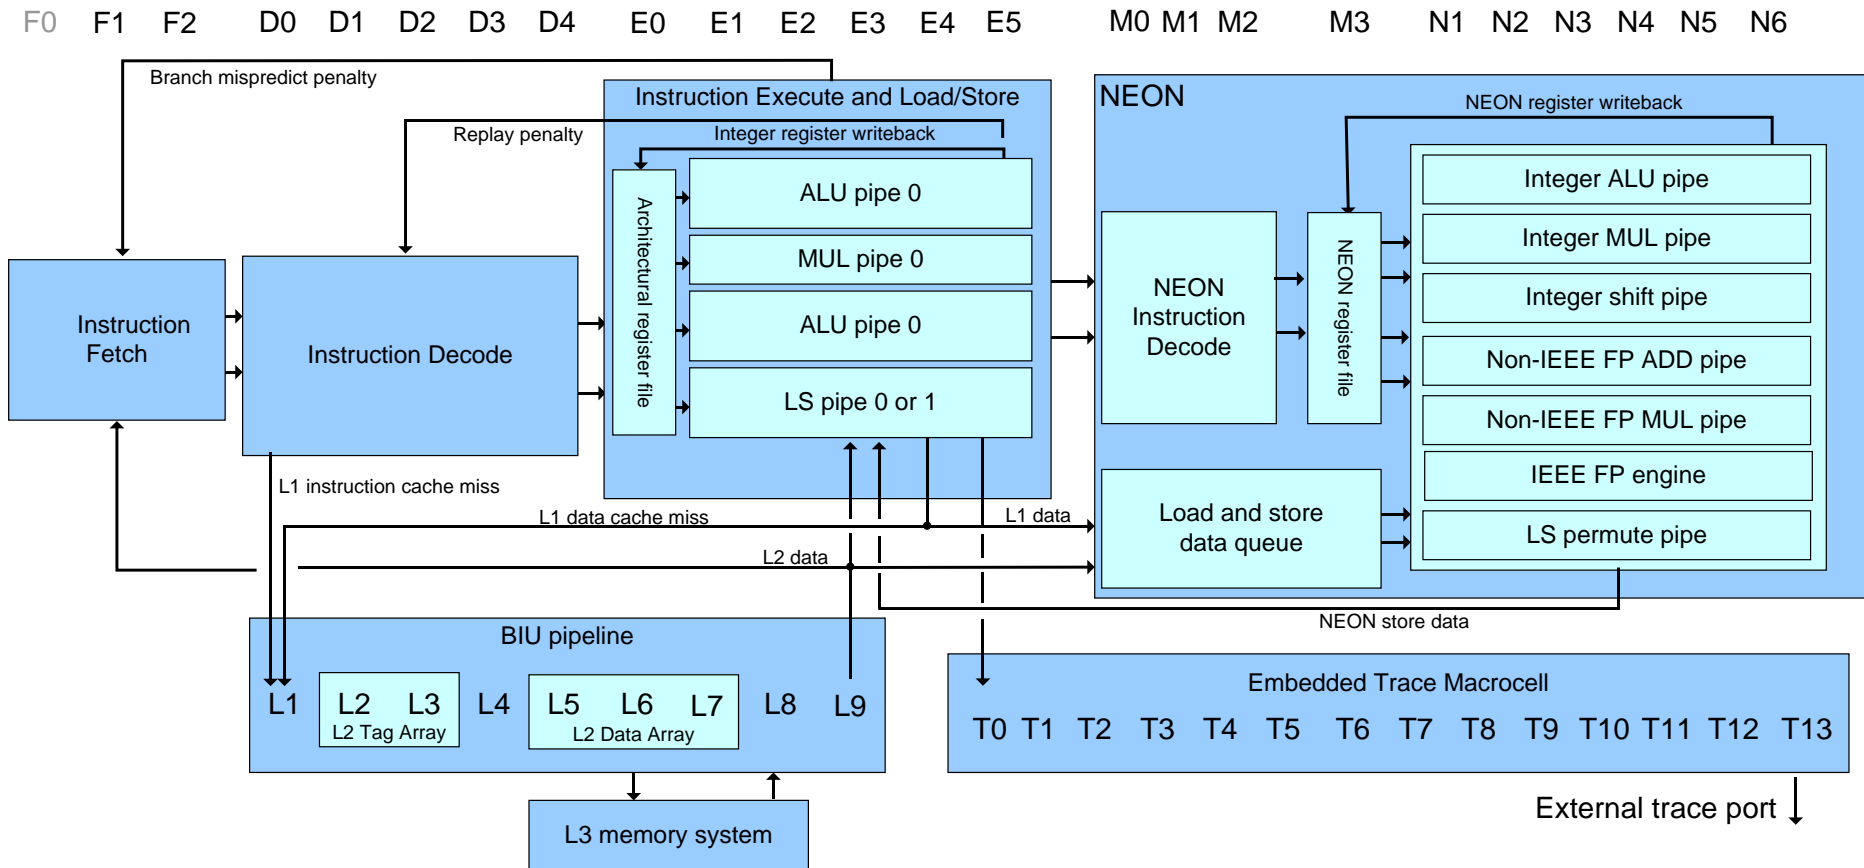 F0 F1 F2 D0 D1 D2 D3 D4 E0 E1 E2 E3 E4 E5 M0 M1 M2 M3 N1 N2 N3 N4 N5 N6
Branch mispredict penalty
Replay penalty
Instruction Execute and Load/Store
Integer register writeback
Architectural register file
ALU pipe 0
MUL pipe 0
ALU pipe 0
LS pipe 0 or 1
Instruction
Fetch
Instruction Decode
NEON
NEON register writeback
NEON
Instruction
Decode
NEON register file
Integer ALU pipe
Integer MUL pipe
Integer shift pipe
Non-IEEE FP ADD pipe
Non-IEEE FP MUL pipe
IEEE FP engine
LS permute pipe
Load and store
data queue
L1 instruction cache miss
L1 data cache miss
L1 data
L2 data
NEON store data
BIU pipeline
L1 L2 L3 L4 L5 L6 L7 L8 L9
L2 Tag Array
L2 Data Array
L3 memory system
Embedded Trace Macrocell
T0 T1 T2 T3 T4 T5 T6 T7 T8 T9 T10 T11 T12 T13
External trace port